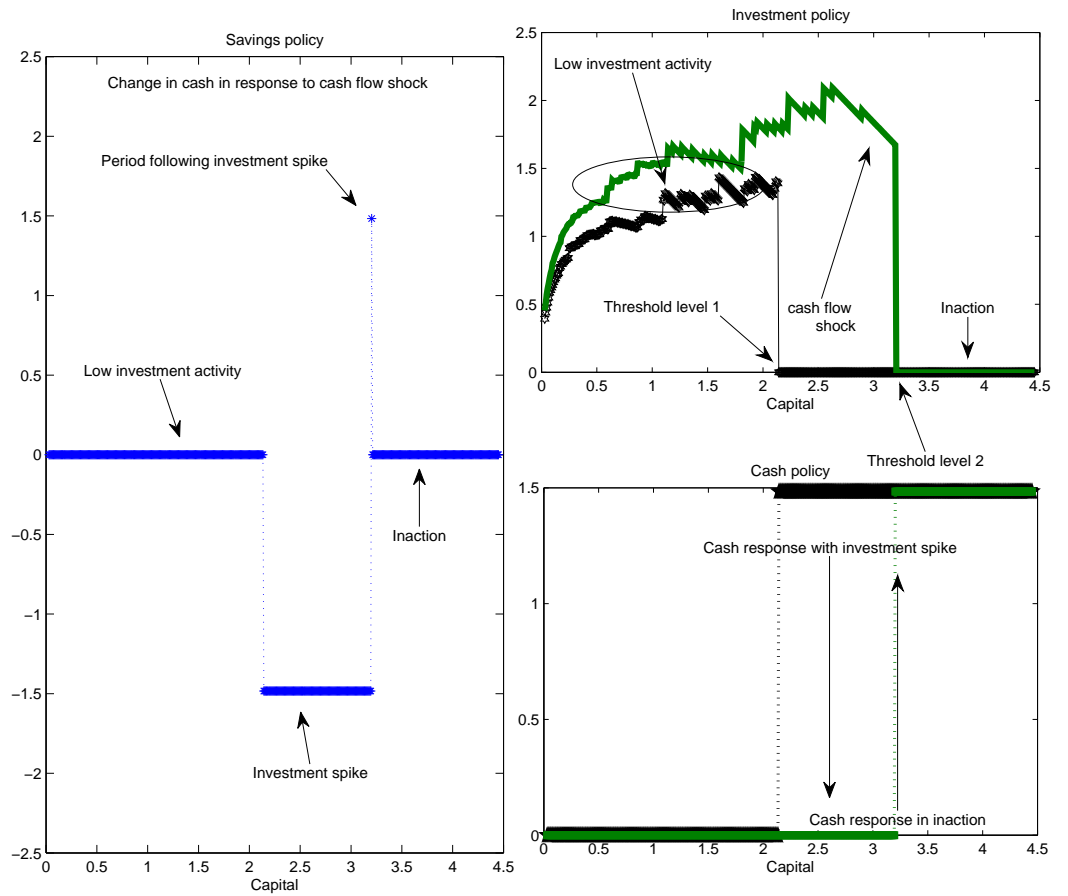 Savings policy
2.5
Change in cash in response to cash flow shock
2
Period following investment spike
1.5
1
Low investment activity
0.5
0
Inaction
−0.5
−1
−1.5
Investment spike
−2
−2.5
0 0.5 1 1.5 2 2.5 3 3.5 4 4.5
Capital
Investment policy
2.5
Low investment activity
2
1.5
1
Threshold level 1
cash flow
shock
Inaction
0.5
0
0 0.5 1 1.5 2 2.5 3 3.5 4 4.5
Capital
Threshold level 2
Cash policy
1.5
Cash response with investment spike
1
0.5
Cash response in inaction
0
0 0.5 1 1.5 2 2.5 3 3.5 4 4.5
Capital